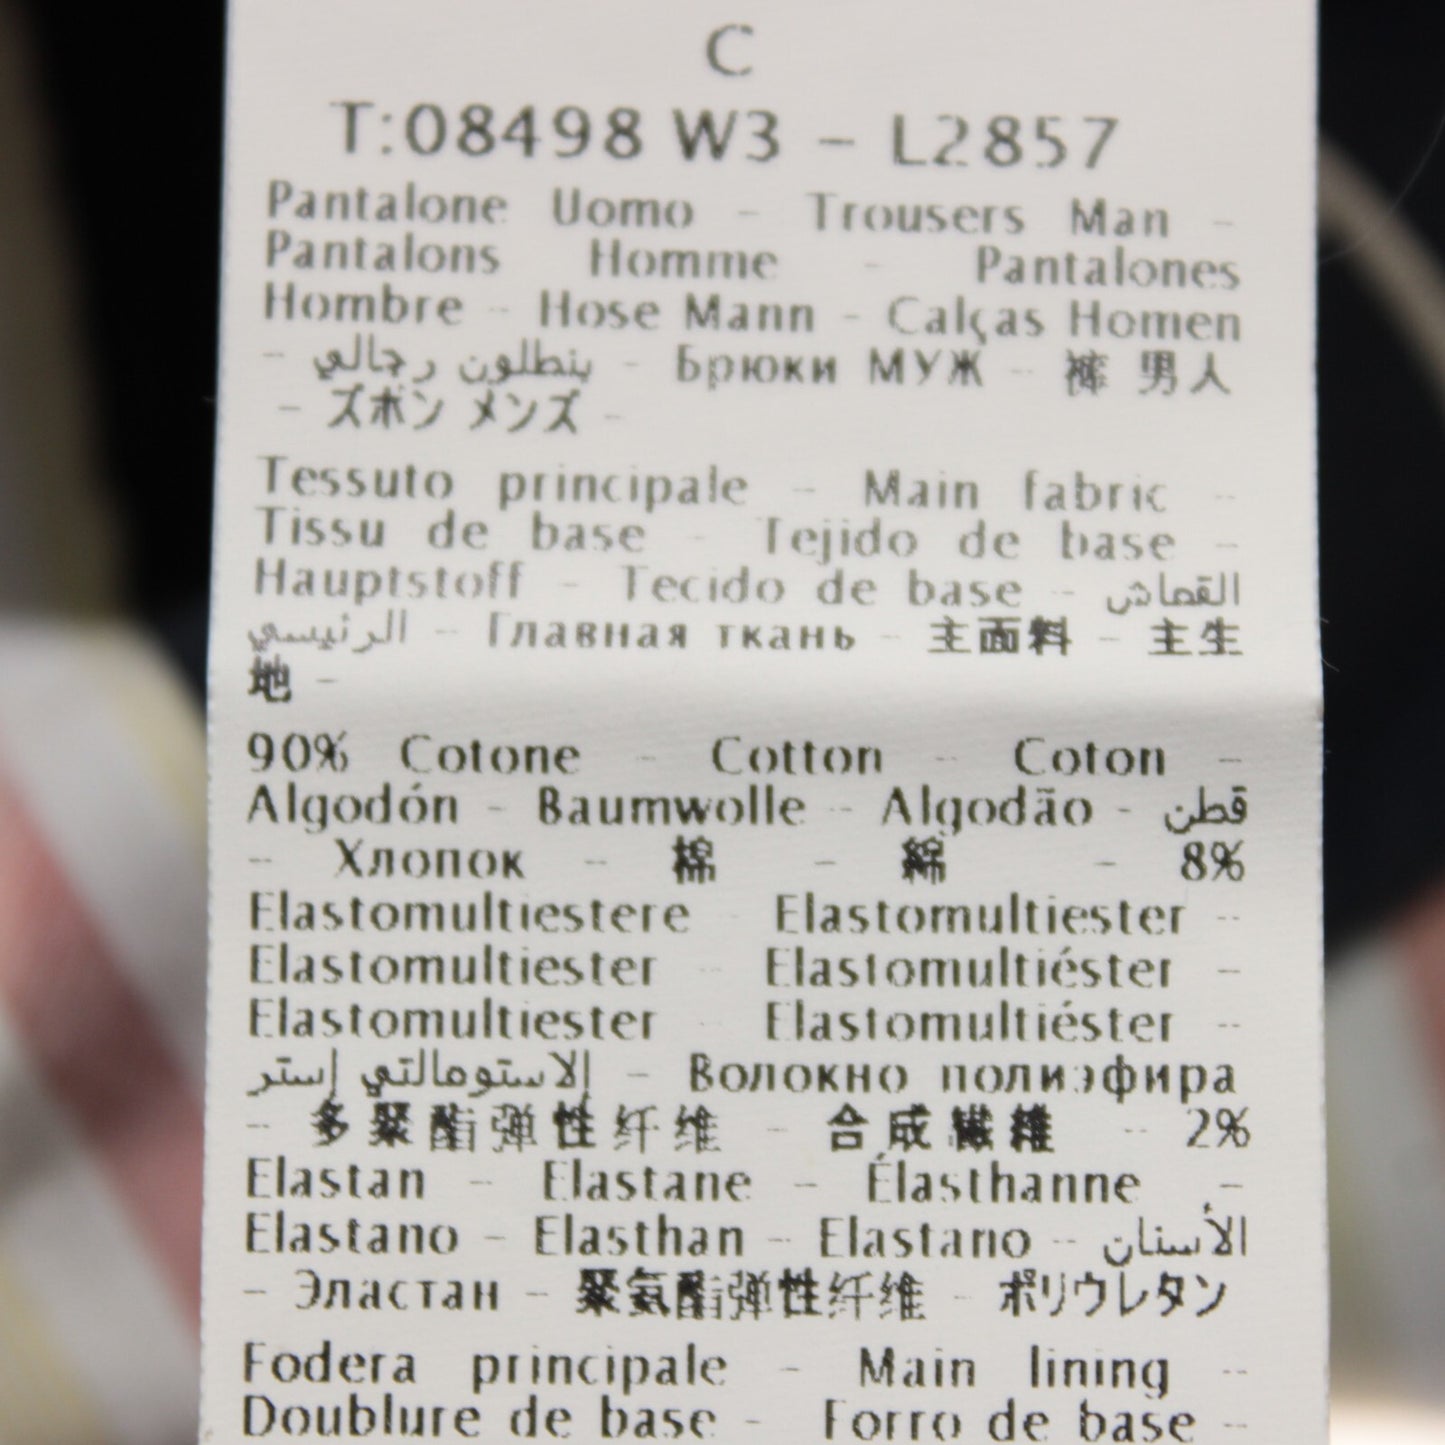 C
T:08498 W3 - L2857
Pantalone Uomo - Trousers Man -
Pantalons Homme - Pantalones
Hombre - Hose Mann - Calças Homen
- بنطلون رجالي - Брюки МУЖ - 裤 男人
- ズボン メンズ -
Tessuto principale - Main fabric -
Tissu de base - Tejido de base -
Hauptstoff - Tecido de base - القماش
الرئيسي - Главная ткань - 主面料 - 主生
地 -
90% Cotone - Cotton - Coton -
Algodón - Baumwolle - Algodão - قطن
- Хлопок - 棉 - 綿 - 8%
Elastomultiestere - Elastomultiester -
Elastomultiester - Elastomultiéster -
Elastomultiester - Elastomultiéster -
إلاستومالتي إستر - Волокно полиэфира
- 多聚酯弹性纤维 - 合成繊維 - 2%
Elastan - Elastane - Élasthanne -
Elastano - Elasthan - Elastano - الأستان
- Эластан - 聚氨酯弹性纤维 - ポリウレタン
Fodera principale - Main lining -
Doublure de base - Forro de base -